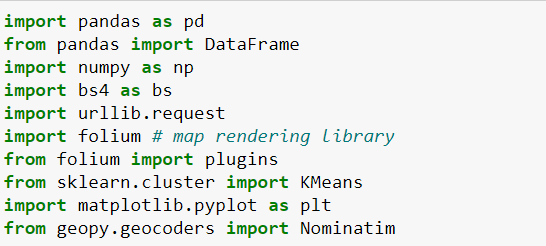 import pandas as pd
from pandas import DataFrame
import numpy as np
import bs4 as bs
import urllib.request
import folium # map rendering library
from folium import plugins
from sklearn.cluster import KMeans
import matplotlib.pyplot as plt
from geopy.geocoders import Nominatim